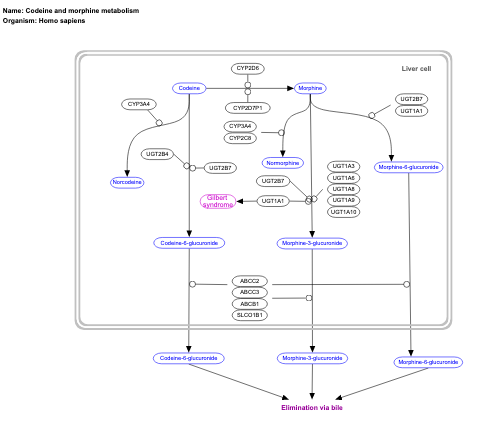 Name: Codeine and morphine metabolism
Organism: Homo sapiens
CYP2D6
Liver cell
Codeine
Morphine
CYP2D7P1
CYP3A4
UGT2B7
UGT1A1
CYP3A4
CYP2C8
UGT2B4
UGT2B7
Normorphine
UGT1A3
Morphine-6-glucuronide
UGT1A6
Norcodeine
UGT2B7
UGT1A8
Gilbert
syndrome
UGT1A1
UGT1A9
UGT1A10
Codeine-6-glucuronide
Morphine-3-glucuronide
ABCC2
ABCC3
ABCB1
SLCO1B1
Codeine-6-glucuronide
Morphine-3-glucuronide
Morphine-6-glucuronide
Elimination via bile